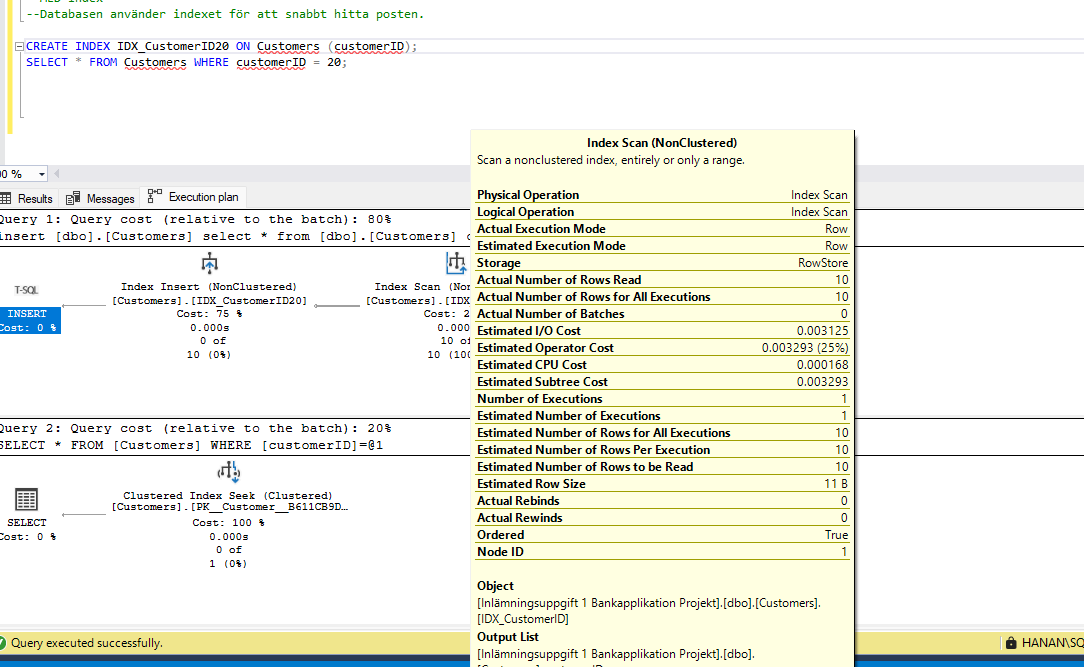 --Databasen använder indexet för att snabbt hitta posten.
CREATE INDEX IDX_CustomerID20 ON Customers (customerID);
SELECT * FROM Customers WHERE customerID = 20;
0 %
Results Messages Execution plan
Query 1: Query cost (relative to the batch): 80%
insert [dbo].[Customers] select * from [dbo].[Customers]
T-SQL
INSERT
Cost: 0 %
Index Insert (NonClustered)
[Customers].[IDX_CustomerID20]
Cost: 75 %
0.000s
0 of
10 (0%)
Index Scan (Non
[Customers].[IDX
Cost: 2
0.000
10 of
10 (100
Query 2: Query cost (relative to the batch): 20%
SELECT * FROM [Customers] WHERE [customerID]=@1
SELECT
Cost: 0 %
Clustered Index Seek (Clustered)
[Customers].[PK__Customer__B611CB9D…
Cost: 100 %
0.000s
0 of
1 (0%)
Index Scan (NonClustered)
Scan a nonclustered index, entirely or only a range.
Physical Operation Index Scan
Logical Operation Index Scan
Actual Execution Mode Row
Estimated Execution Mode Row
Storage RowStore
Actual Number of Rows Read 10
Actual Number of Rows for All Executions 10
Actual Number of Batches 0
Estimated I/O Cost 0.003125
Estimated Operator Cost 0.003293 (25%)
Estimated CPU Cost 0.000168
Estimated Subtree Cost 0.003293
Number of Executions 1
Estimated Number of Executions 1
Estimated Number of Rows for All Executions 10
Estimated Number of Rows Per Execution 10
Estimated Number of Rows to be Read 10
Estimated Row Size 11 B
Actual Rebinds 0
Actual Rewinds 0
Ordered True
Node ID 1
Object
[Inlämningsuppgift 1 Bankapplikation Projekt].[dbo].[Customers].
[IDX_CustomerID]
Output List
[Inlämningsuppgift 1 Bankapplikation Projekt].[dbo].
Query executed successfully.
HANAN\SQ